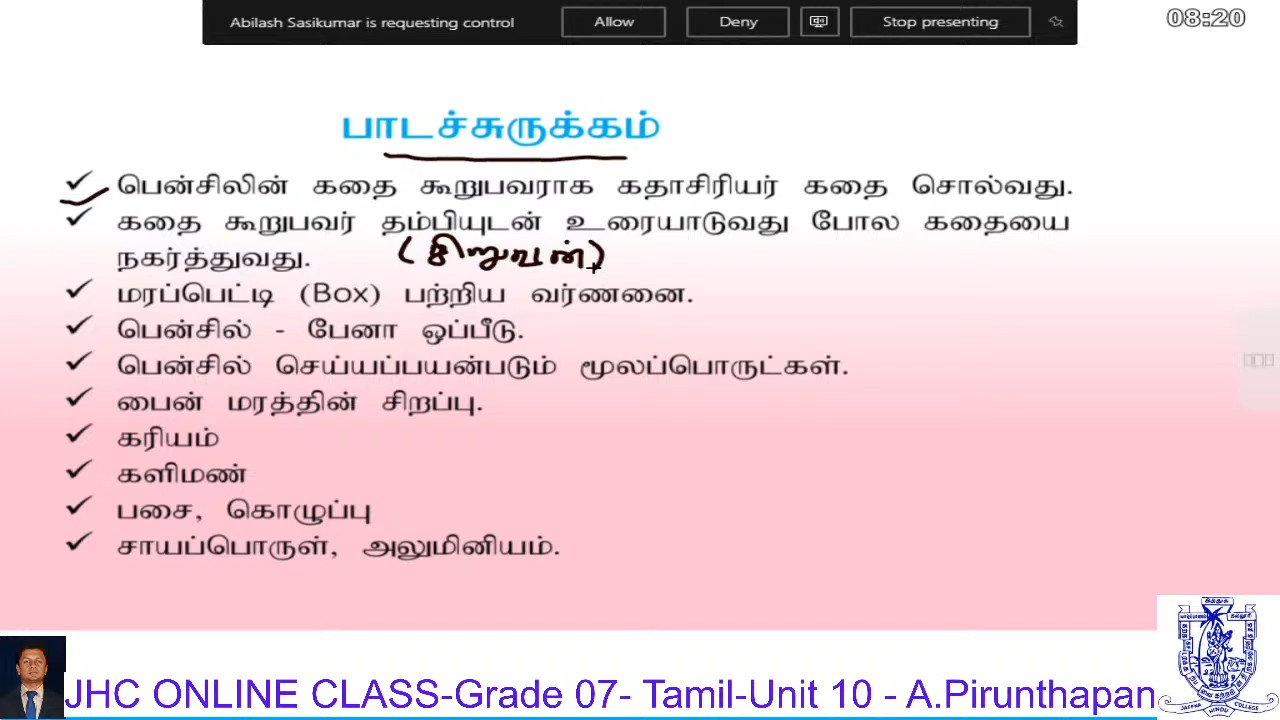 Abilash Sasikumar is requesting control Allow Deny Stop presenting
08:20
பாடச்சுருக்கம்
✓ பென்சிலின் கதை கூறுபவராக கதாசிரியர் கதை சொல்வது.
✓ கதை கூறுபவர் தம்பியுடன் உரையாடுவது போல கதையை
நகர்த்துவது. (சிறுவன்)
✓ மரப்பெட்டி (Box) பற்றிய வர்ணனை.
✓ பென்சில் - பேனா ஒப்பீடு.
✓ பென்சில் செய்யப்பயன்படும் மூலப்பொருட்கள்.
✓ பைன் மரத்தின் சிறப்பு.
✓ கரியம்
✓ களிமண்
✓ பசை, கொழுப்பு
✓ சாயப்பொருள், அலுமினியம்.
JHC ONLINE CLASS-Grade 07- Tamil-Unit 10 - A.Pirunthapan
JAFFNA HINDU COLLEGE